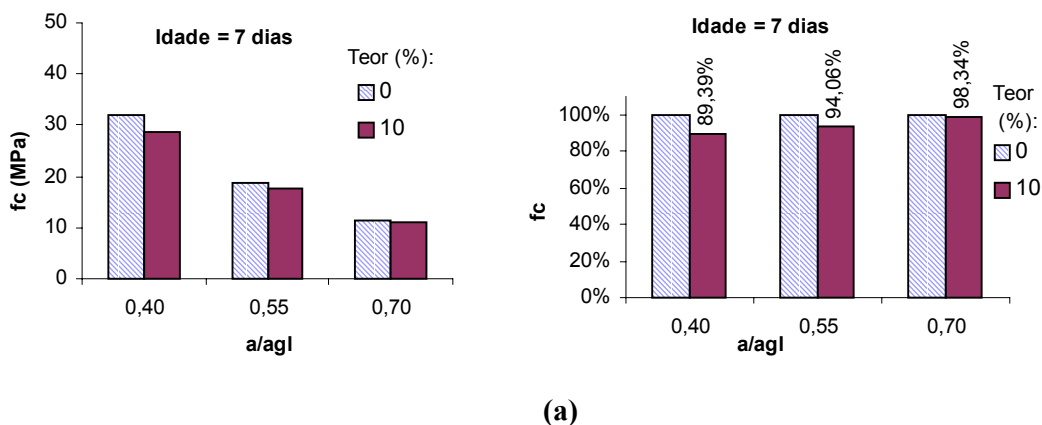 Idade = 7 dias
Teor (%):
0
10
fc (MPa)
50
40
30
20
10
0
0,40
0,55
0,70
a/agl
Idade = 7 dias
Teor
(%):
0
10
fc
100%
80%
60%
40%
20%
0%
89,39%
94,06%
98,34%
0,40
0,55
0,70
a/agl
(a)